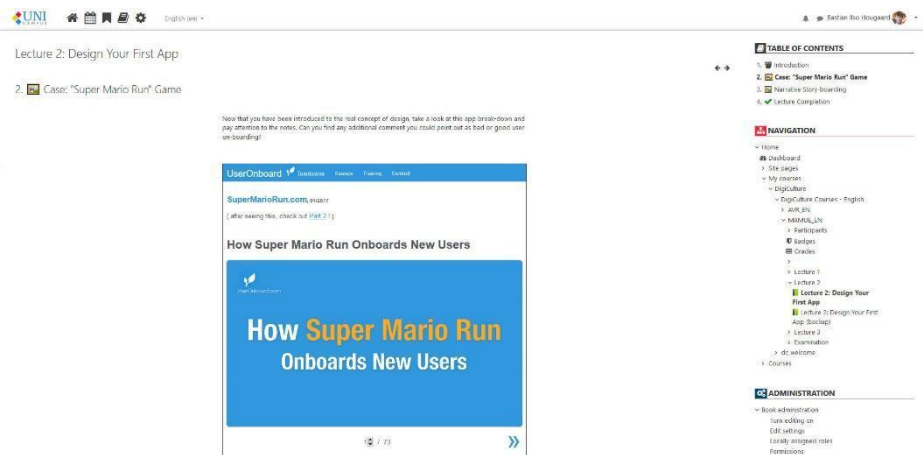 UNI
CAMPUS
English (en)
Bastian Ilso Hougaard
Lecture 2: Design Your First App
2. Case: "Super Mario Run" Game
Now that you have been introduced to the real concept of design, take a look at this app break-down and
pay attention to the notes. Can you find any additional comment you could point out as bad or good user
on-boarding?
UserOnboard Teardowns Training Contact
SuperMarioRun.com, 01/2017
( after seeing this, check out Part 2 ! )
How Super Mario Run Onboards New Users
useronboard.com
How Super Mario Run
Onboards New Users
1 / 73
TABLE OF CONTENTS
1. Introduction
2. Case: "Super Mario Run" Game
3. Narrative Story-boarding
4. Lecture Completion
NAVIGATION
Home
Dashboard
Site pages
My courses
DigiCulture
DigiCulture Courses - English
AVR_EN
MAMUE_EN
Participants
Badges
Grades
Lecture 1
Lecture 2
Lecture 2: Design Your
First App
Lecture 2: Design Your First
App (backup)
Lecture 3
Examination
dc_welcome
Courses
ADMINISTRATION
Book administration
Turn editing on
Edit settings
Locally assigned roles
Permissions